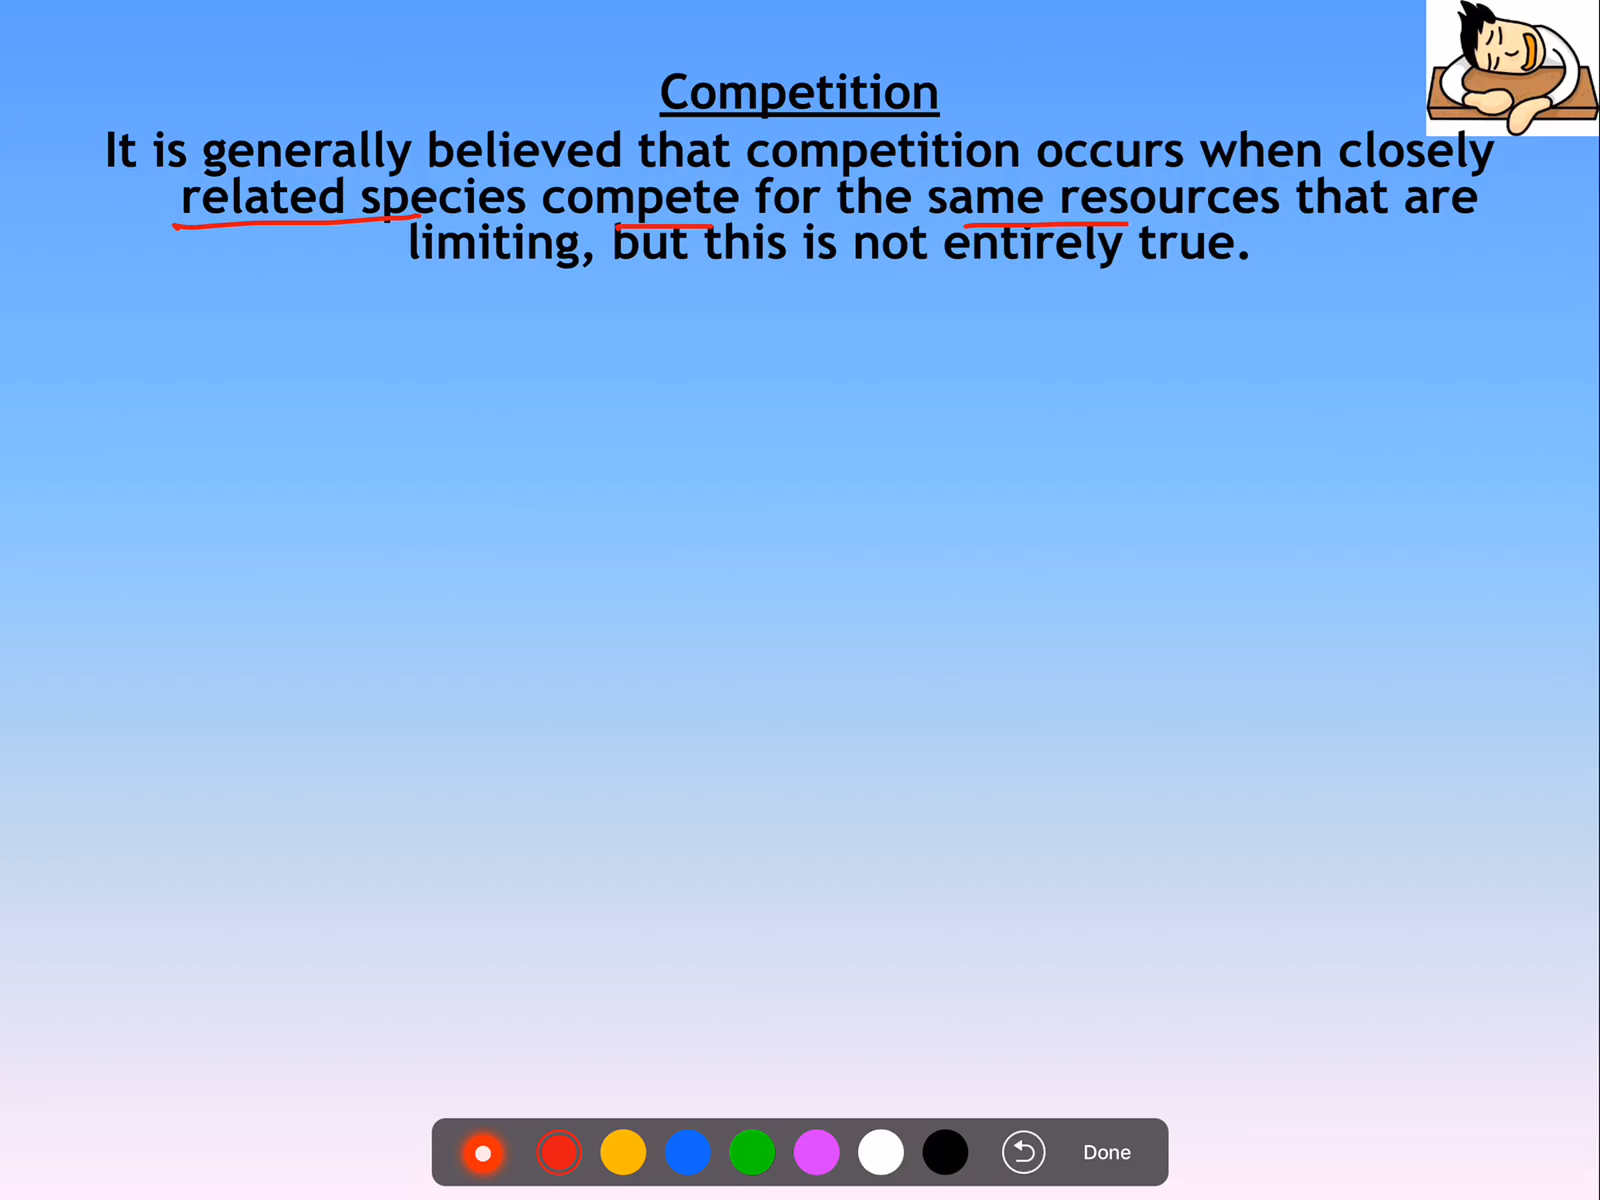 Competition
It is generally believed that competition occurs when closely
related species compete for the same resources that are
limiting, but this is not entirely true.
Done